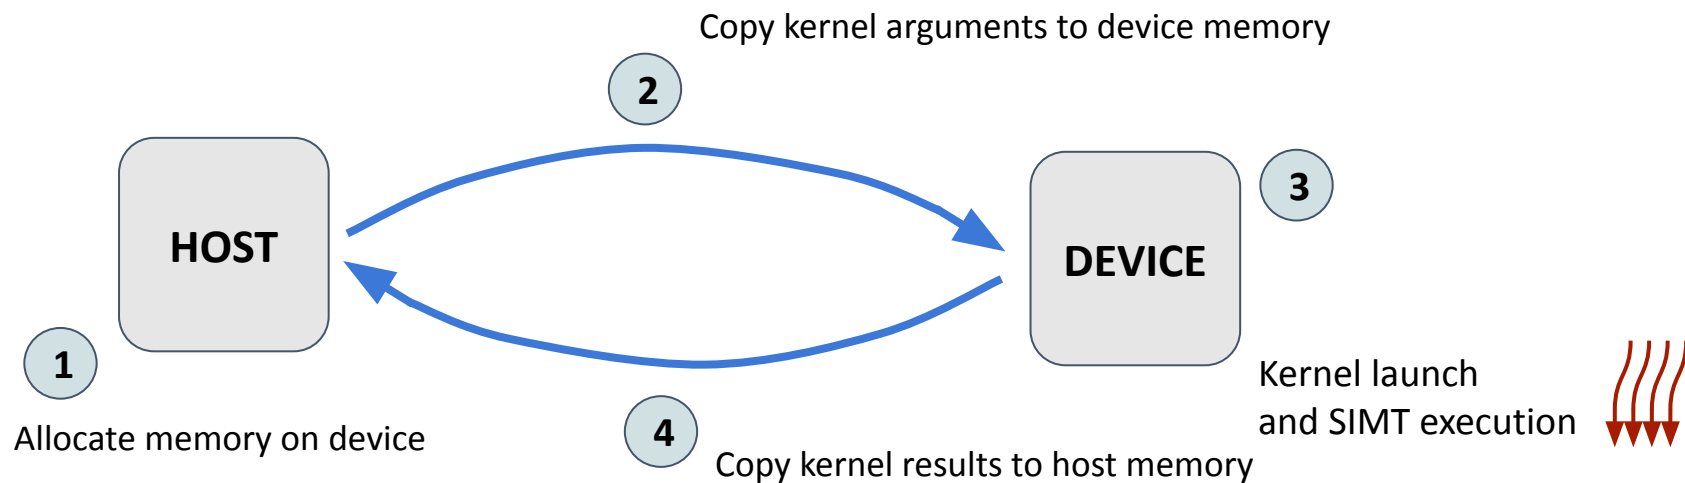 Copy kernel arguments to device memory
2
HOST
DEVICE
3
1
Allocate memory on device
4
Copy kernel results to host memory
Kernel launch
and SIMT execution